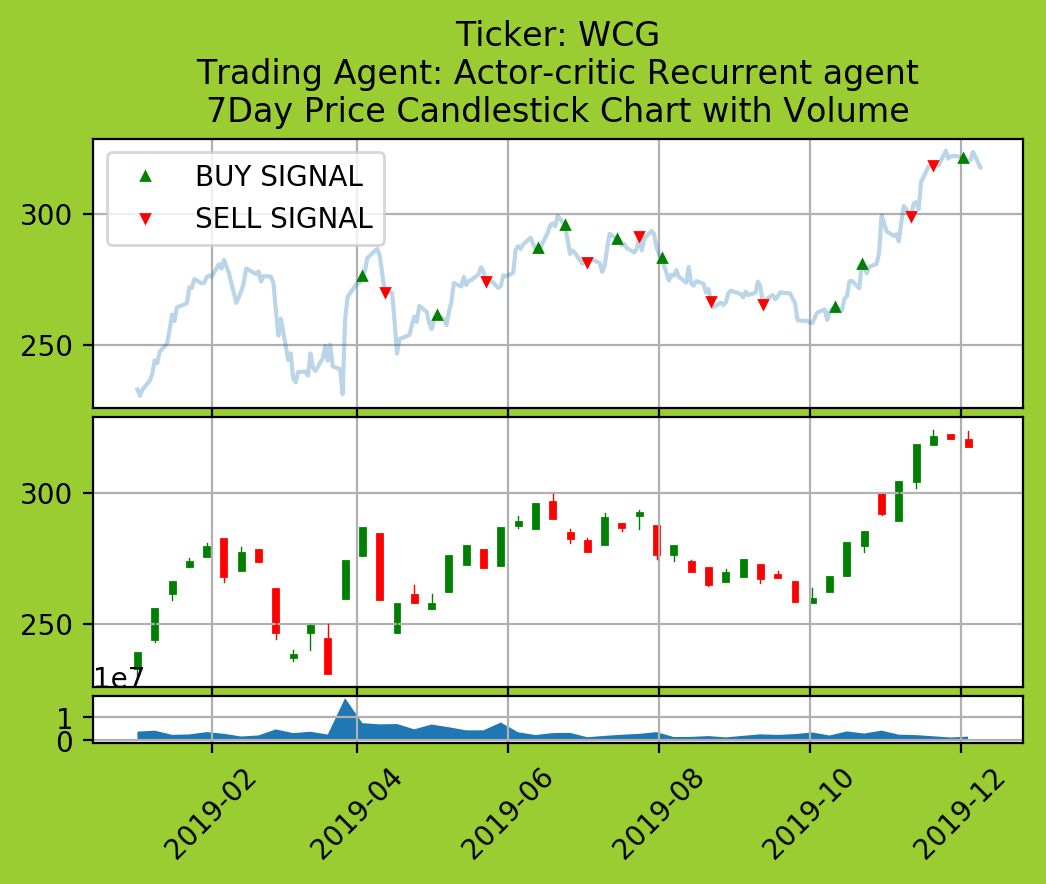 Ticker: WCG
Trading Agent: Actor-critic Recurrent agent
7Day Price Candlestick Chart with Volume
BUY SIGNAL
SELL SIGNAL
300
250
300
250
1e7
1
0
2019-02
2019-04
2019-06
2019-08
2019-10
2019-12